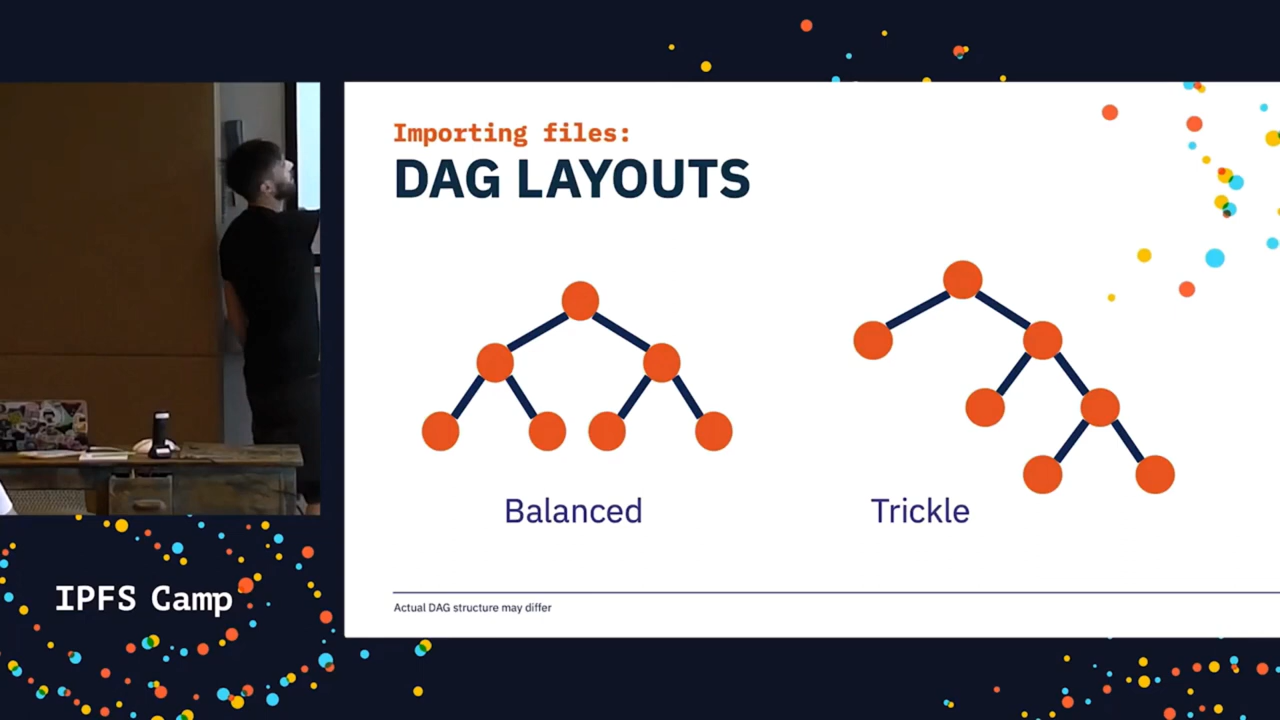 Importing files:
DAG LAYOUTS
Balanced
Trickle
Actual DAG structure may differ
IPFS Camp